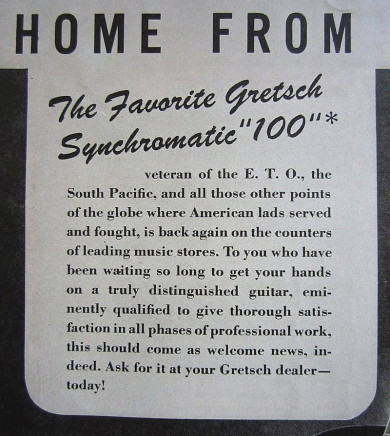 HOME FROM
The Favorite Gretsch
Synchromatic "100"*
veteran of the E. T. O., the
South Pacific, and all those other points
of the globe where American lads served
and fought, is back again on the counters
of leading music stores. To you who have
been waiting so long to get your hands
on a truly distinguished guitar, emi-
nently qualified to give thorough satis-
faction in all phases of professional work,
this should come as welcome news, in-
deed. Ask for it at your Gretsch dealer—
today!